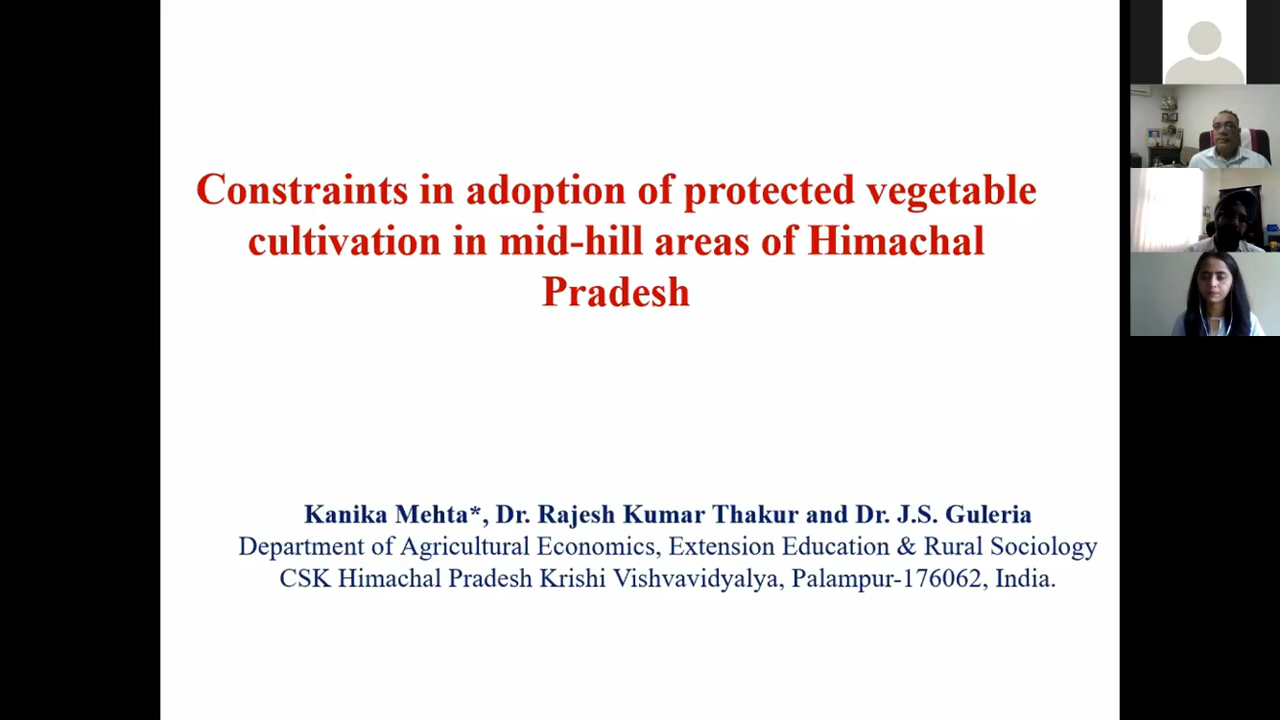 Constraints in adoption of protected vegetable
cultivation in mid-hill areas of Himachal
Pradesh
Kanika Mehta*, Dr. Rajesh Kumar Thakur and Dr. J.S. Guleria
Department of Agricultural Economics, Extension Education & Rural Sociology
CSK Himachal Pradesh Krishi Vishvavidyalya, Palampur-176062, India.